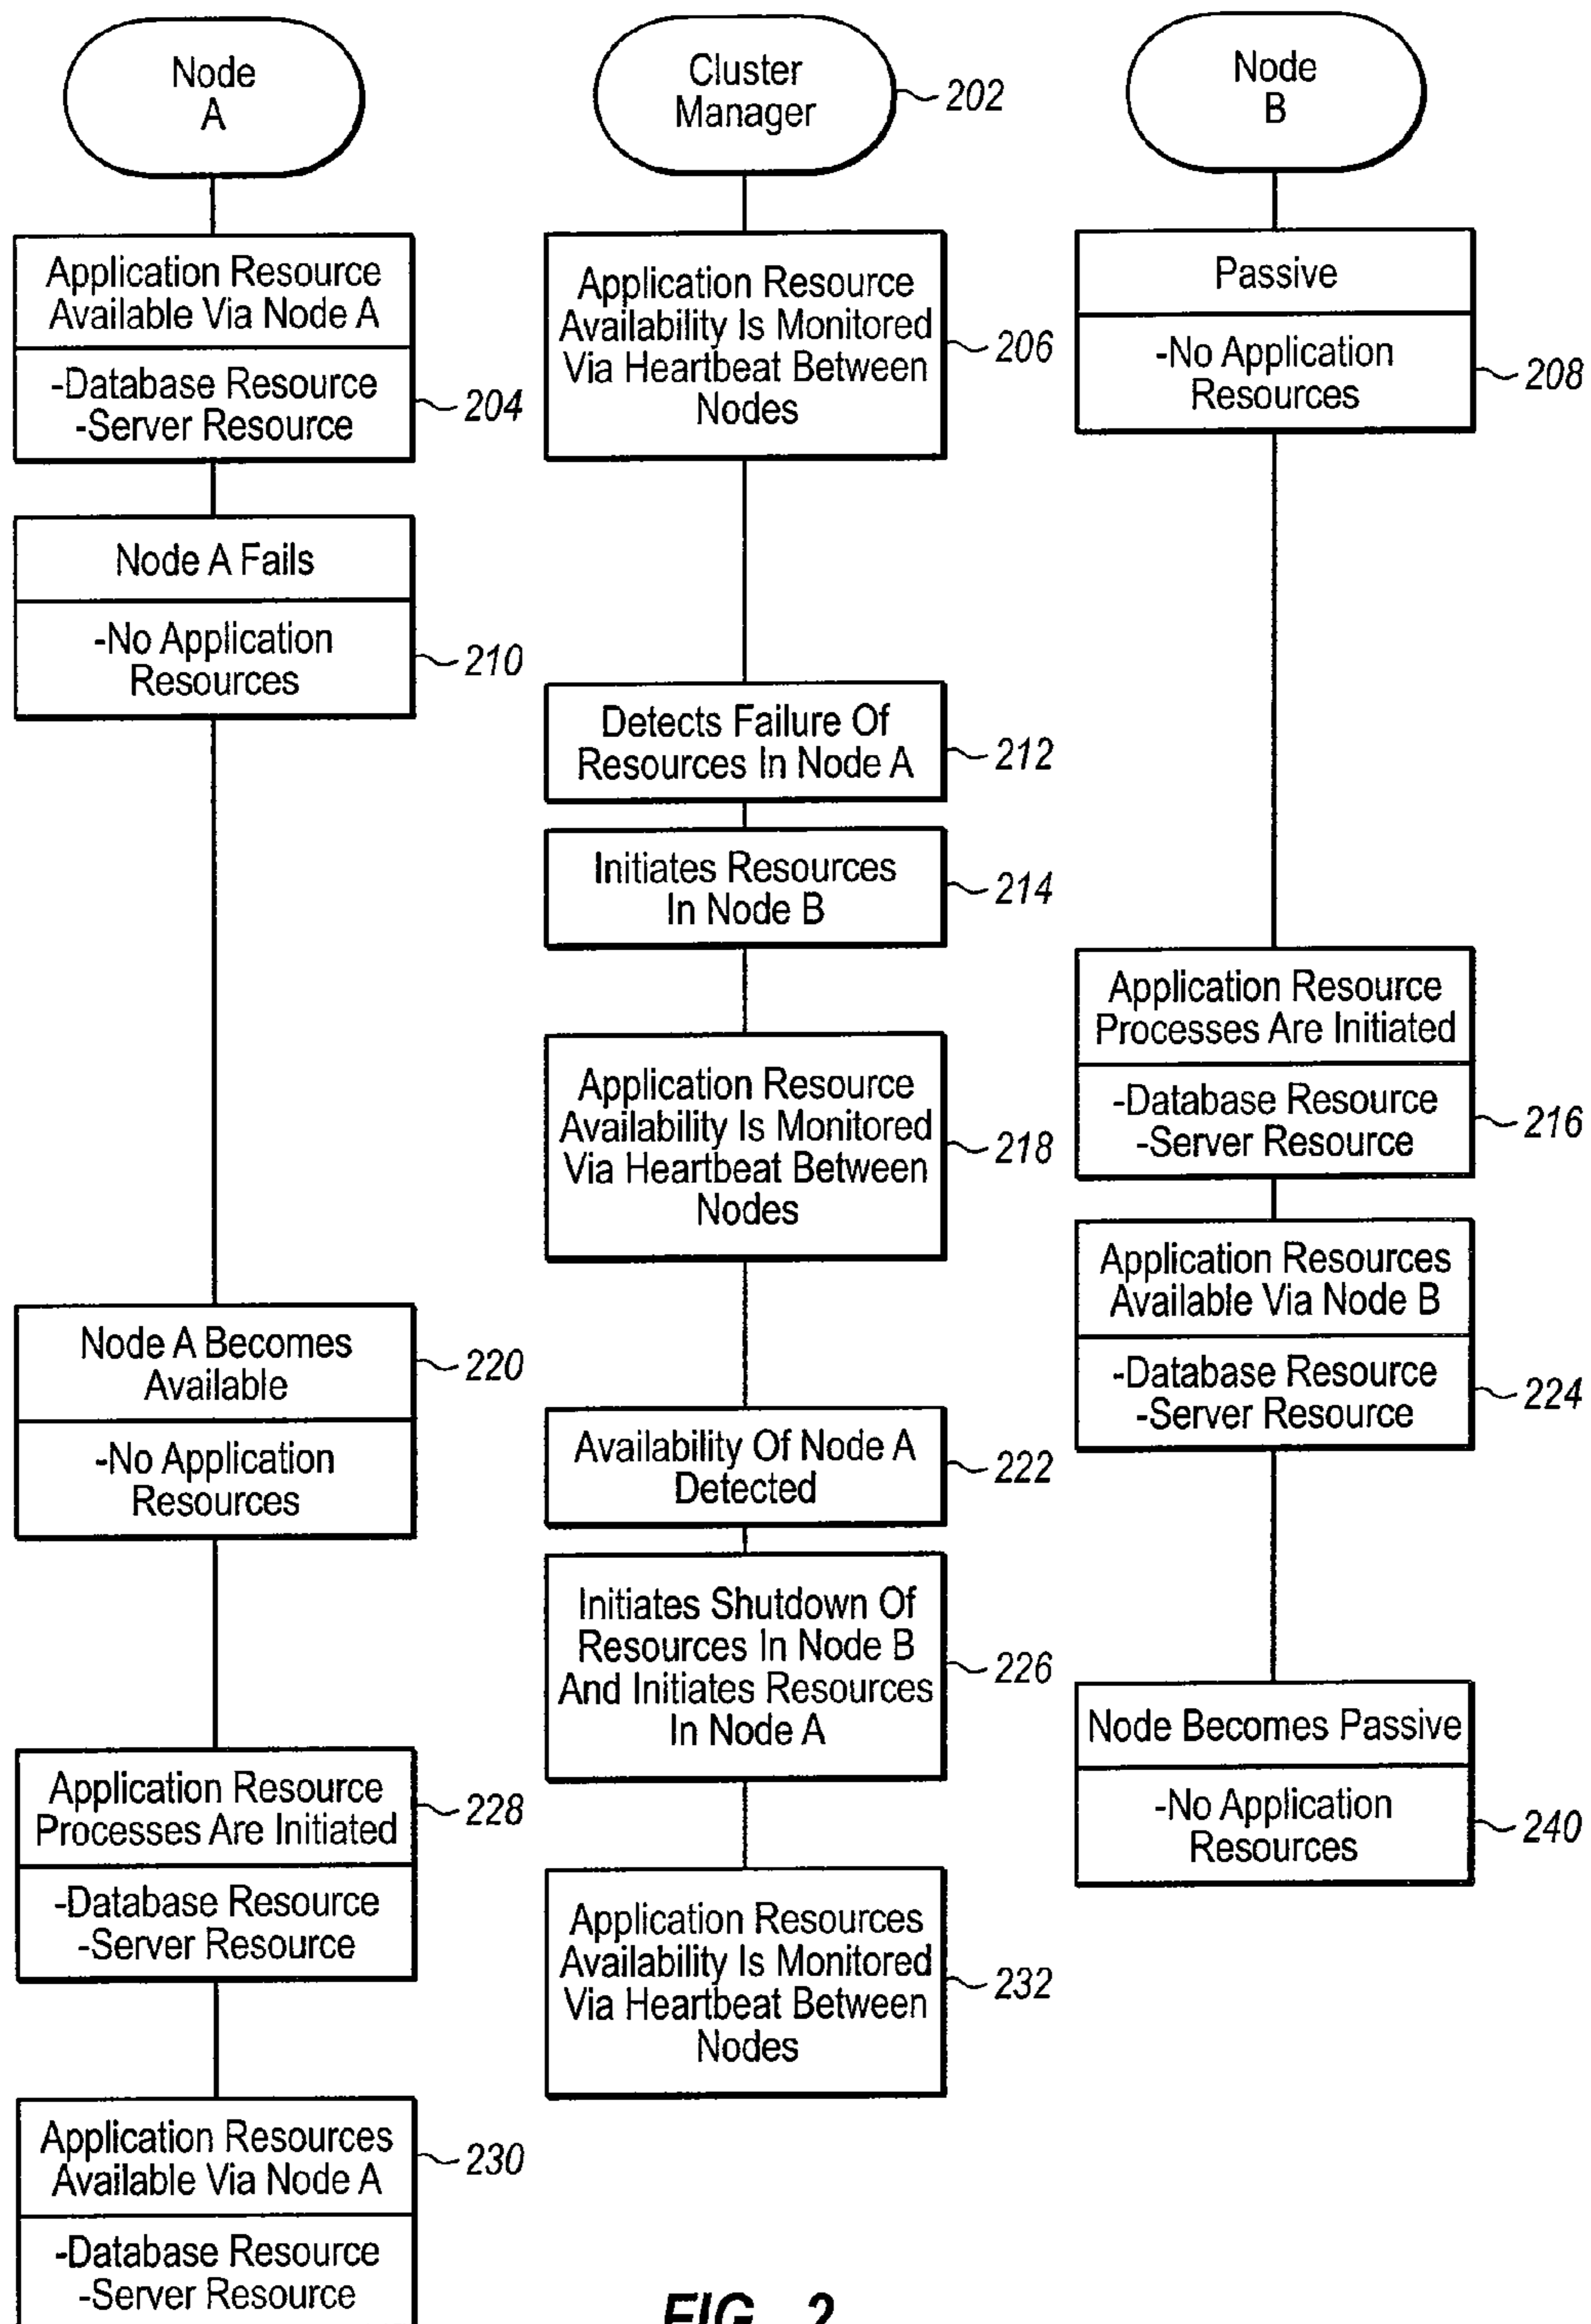 Node
A
Application Resource
Available Via Node A
-Database Resource
-Server Resource
204
Node A Fails
-No Application
Resources
210
Node A Becomes
Available
220
-No Application
Resources
Application Resource
Processes Are Initiated
228
-Database Resource
-Server Resource
Application Resources
Available Via Node A
230
-Database Resource
-Server Resource
Cluster
Manager
202
Application Resource
Availability Is Monitored
Via Heartbeat Between
Nodes
206
Detects Failure Of
Resources In Node A
212
Initiates Resources
In Node B
214
Application Resource
Availability Is Monitored
Via Heartbeat Between
Nodes
218
Availability Of Node A
Detected
222
Initiates Shutdown Of
Resources In Node B
And Initiates Resources
In Node A
226
Application Resources
Availability Is Monitored
Via Heartbeat Between
Nodes
232
Node
B
Passive
-No Application
Resources
208
Application Resource
Processes Are Initiated
-Database Resource
-Server Resource
216
Application Resources
Available Via Node B
-Database Resource
-Server Resource
224
Node Becomes Passive
-No Application
Resources
240
FIG. 2